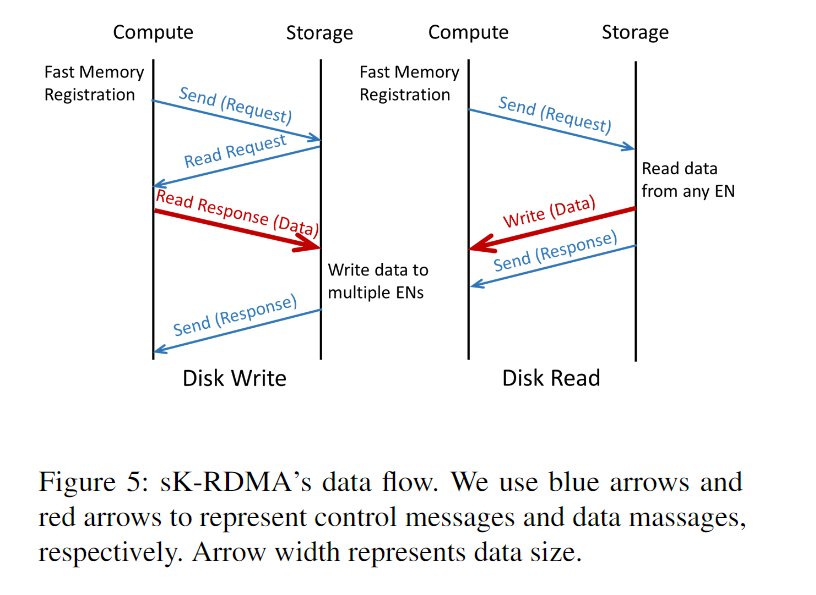 Compute
Storage
Fast Memory
Registration
Send (Request)
Read Request
Read Response (Data)
Write data to
multiple ENs
Send (Response)
Disk Write
Compute
Storage
Fast Memory
Registration
Send (Request)
Read data
from any EN
Write (Data)
Send (Response)
Disk Read
Figure 5: sK-RDMA's data flow. We use blue arrows and
red arrows to represent control messages and data massages,
respectively. Arrow width represents data size.